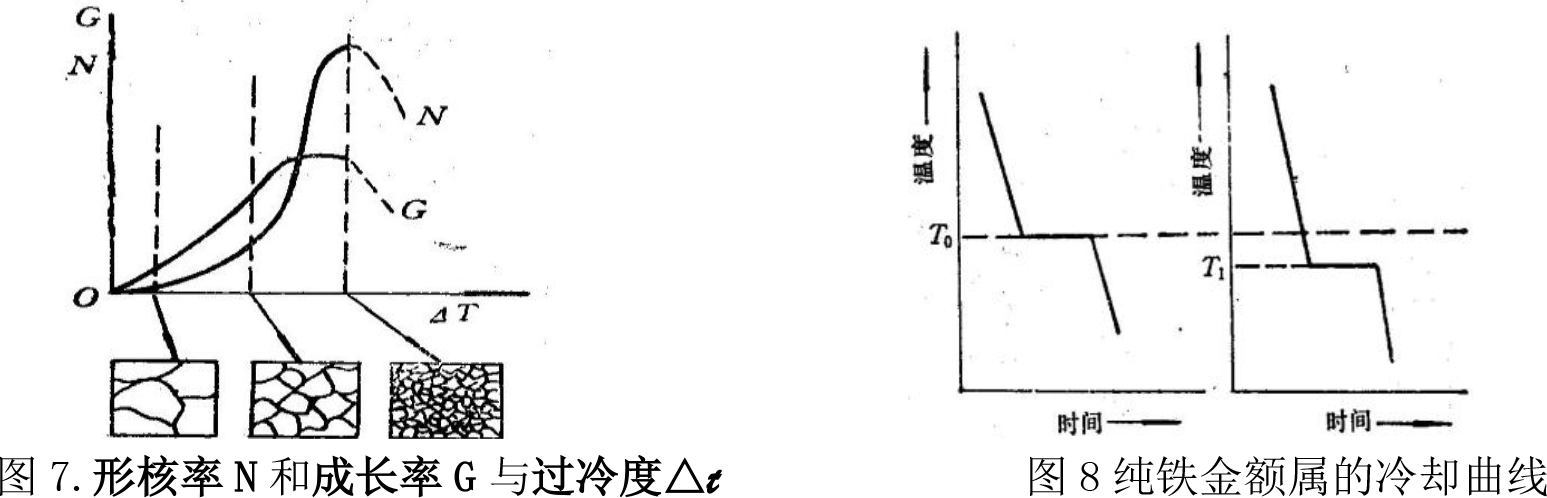 G
N
N
G
O
ΔT
温度
T₀
时间
温度
T₁
时间
图 7.形核率 N 和成长率 G 与过冷度△t
图 8 纯铁金额属的冷却曲线